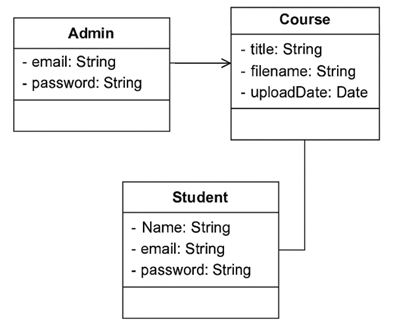 Admin
- email: String
- password: String
Course
- title: String
- filename: String
- uploadDate: Date
Student
- Name: String
- email: String
- password: String